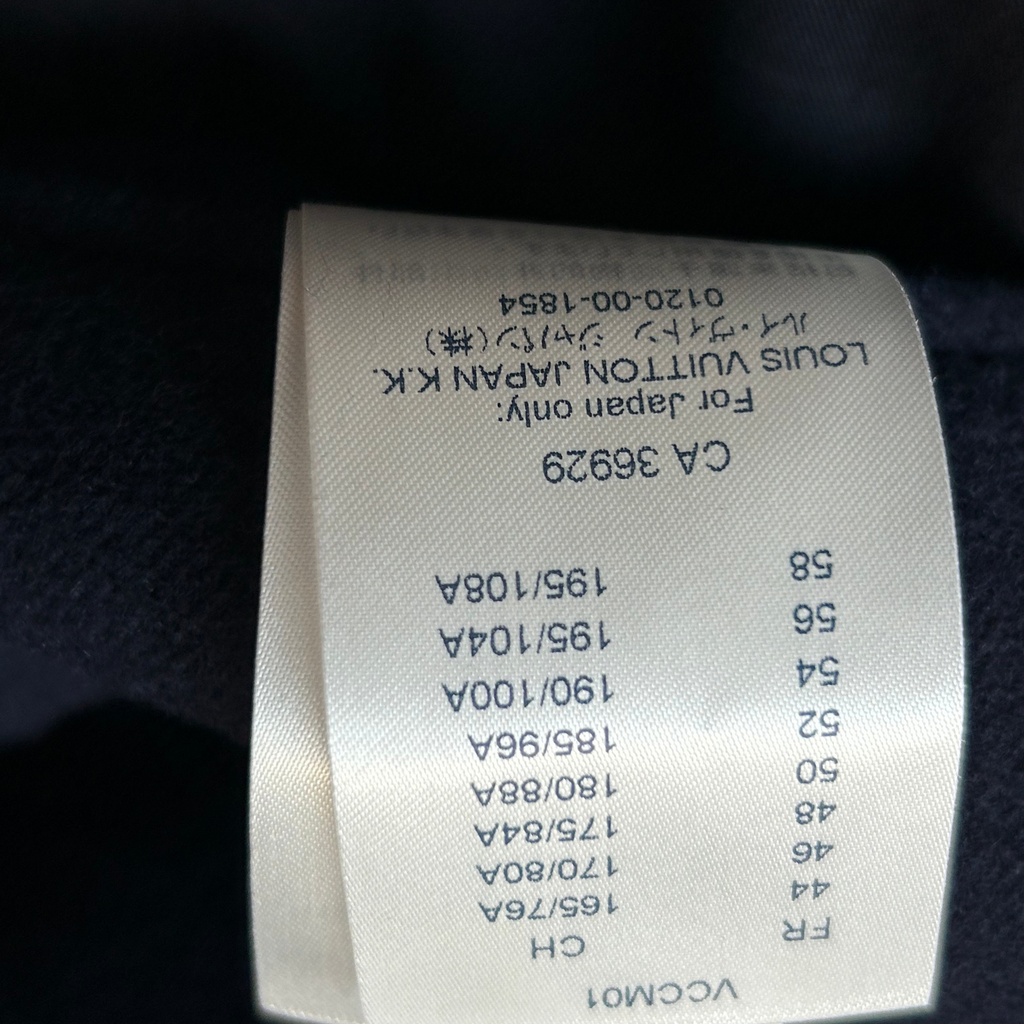 VCCM01
FR CH
44 165/76A
46 170/80A
48 175/84A
50 180/88A
52 185/96A
54 190/100A
56 195/104A
58 195/108A
CA 36929
For Japan only:
LOUIS VUITTON JAPAN K.K.
ルイ・ヴィトン ジャパン(株)
0120-00-1854